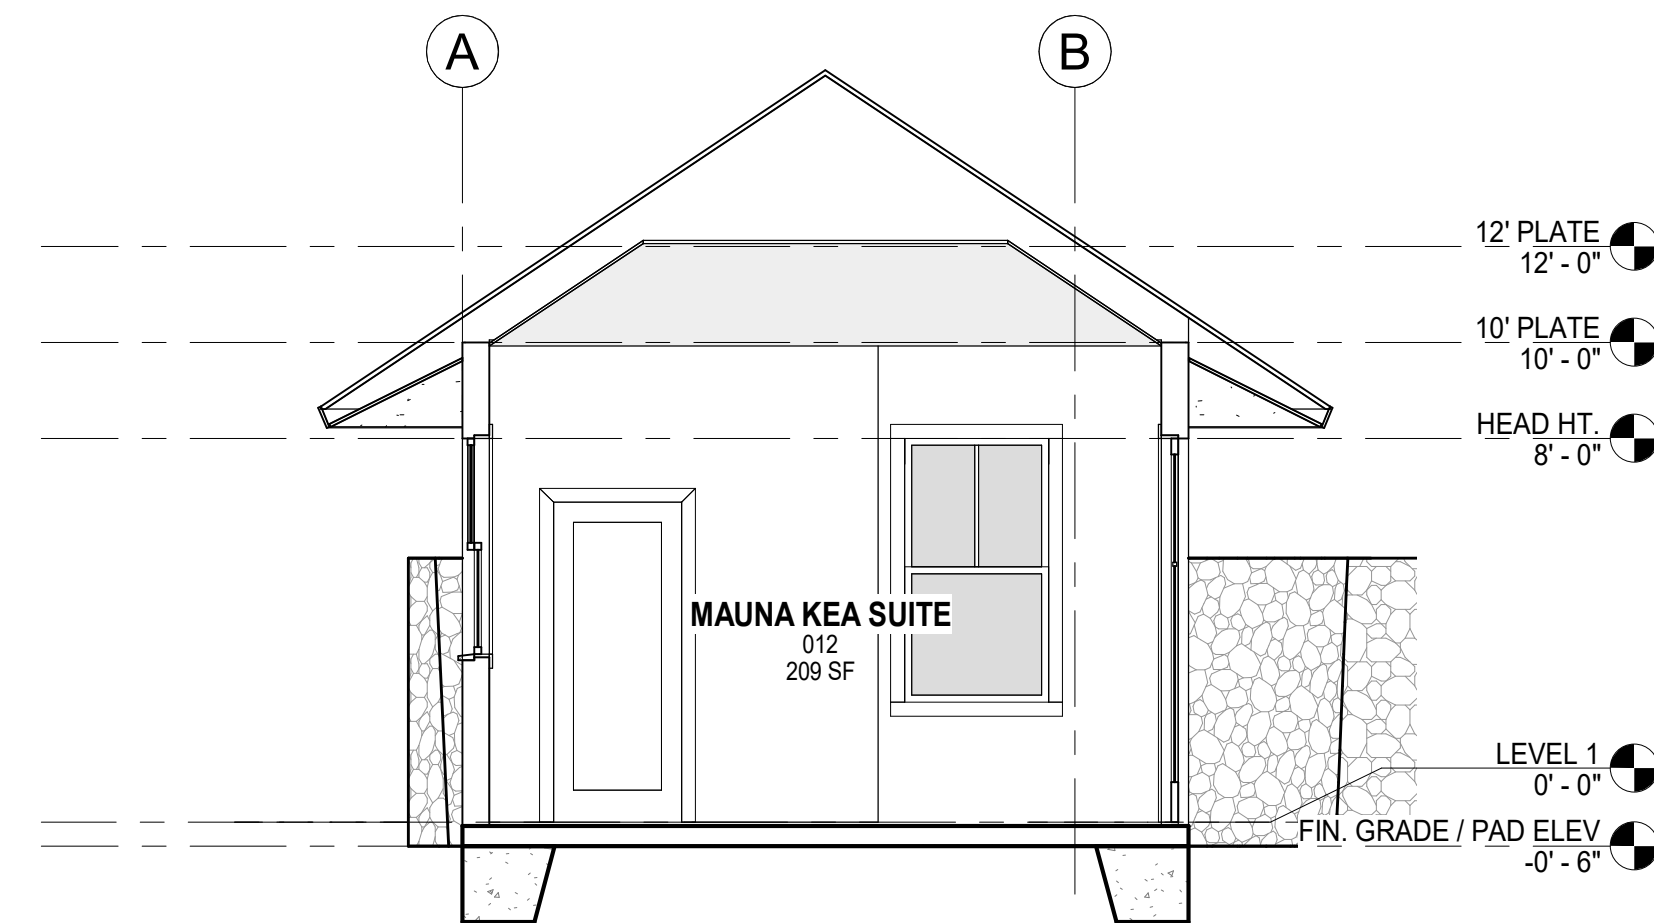 A
B
12' PLATE
12' - 0"
10' PLATE
10' - 0"
HEAD HT.
8' - 0"
MAUNA KEA SUITE
012
209 SF
LEVEL 1
0' - 0"
FIN. GRADE / PAD ELEV
-0' - 6"